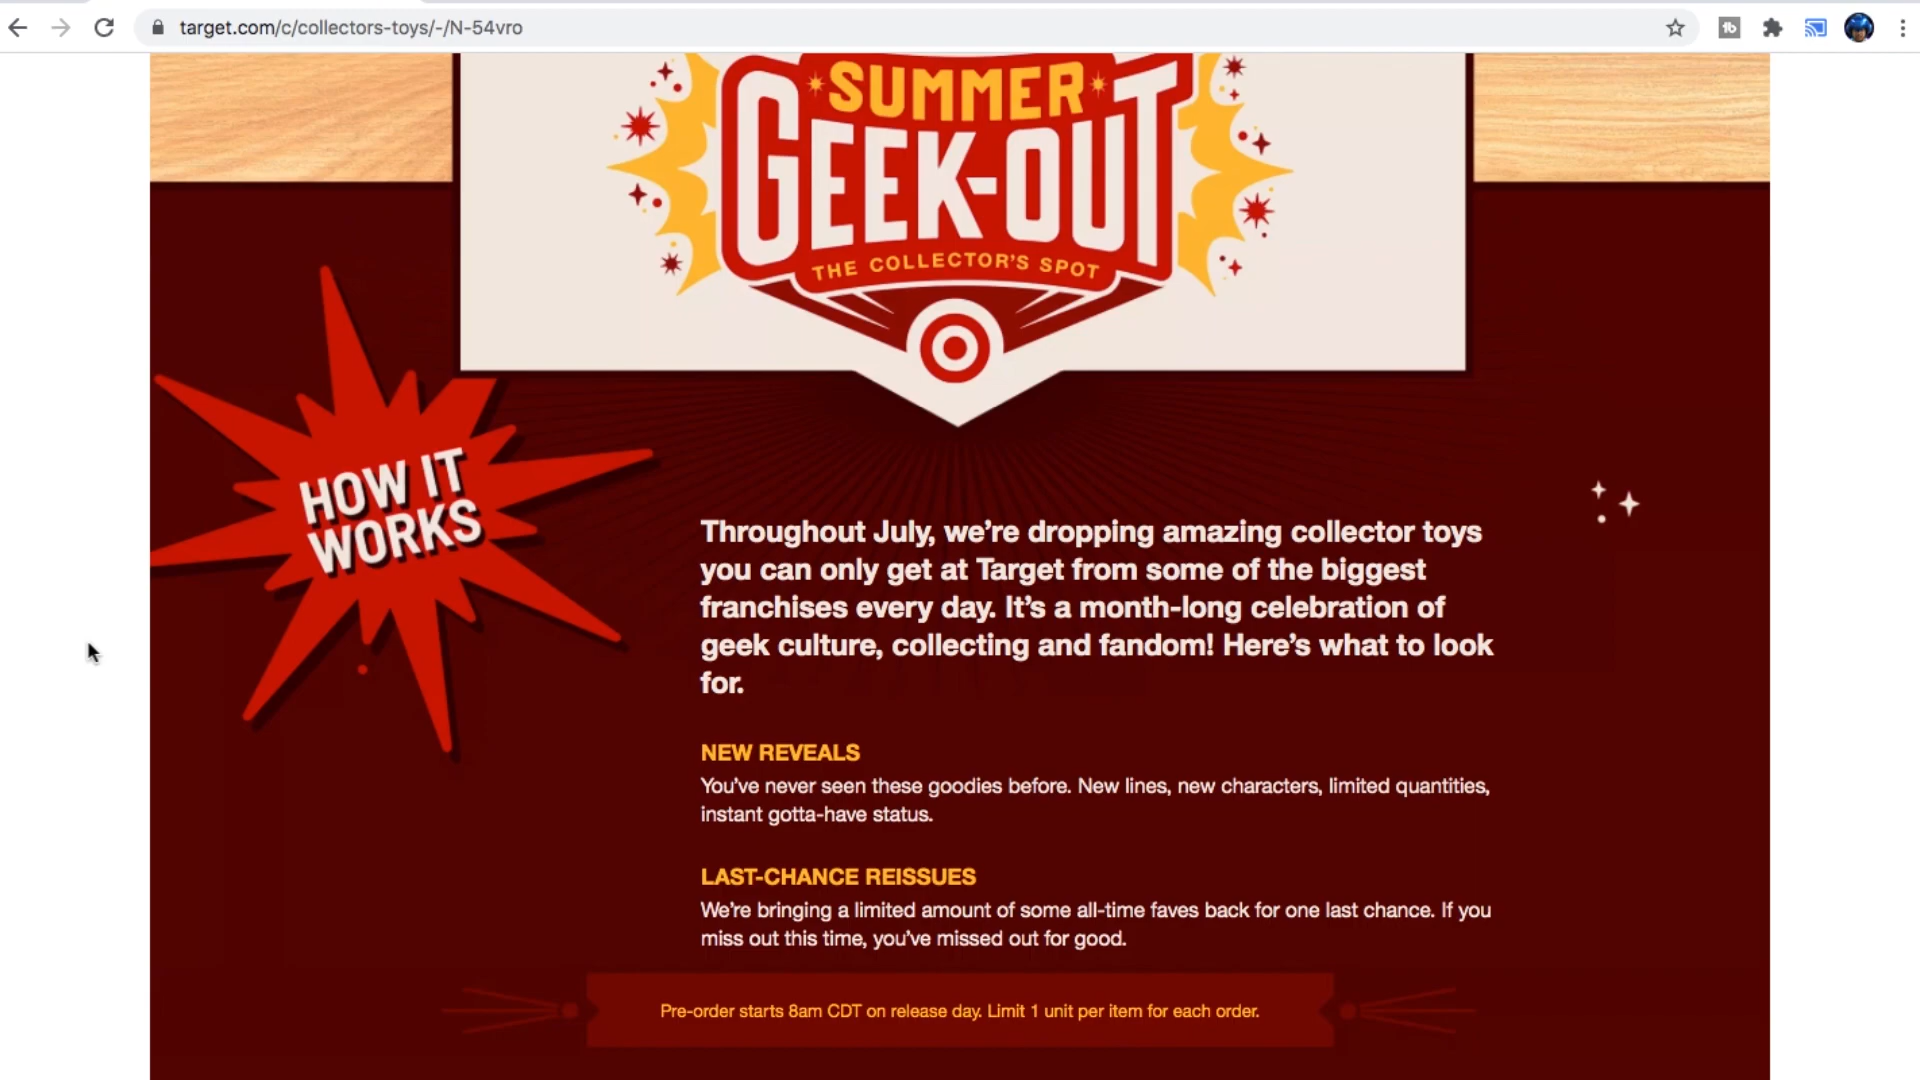 target.com/c/collectors-toys/-/N-54vro
SUMMER
GEEK-OUT
THE COLLECTOR'S SPOT
HOW IT
WORKS
Throughout July, we're dropping amazing collector toys
you can only get at Target from some of the biggest
franchises every day. It's a month-long celebration of
geek culture, collecting and fandom! Here's what to look
for.
NEW REVEALS
You've never seen these goodies before. New lines, new characters, limited quantities,
instant gotta-have status.
LAST-CHANCE REISSUES
We're bringing a limited amount of some all-time faves back for one last chance. If you
miss out this time, you've missed out for good.
Pre-order starts 8am CDT on release day. Limit 1 unit per item for each order.